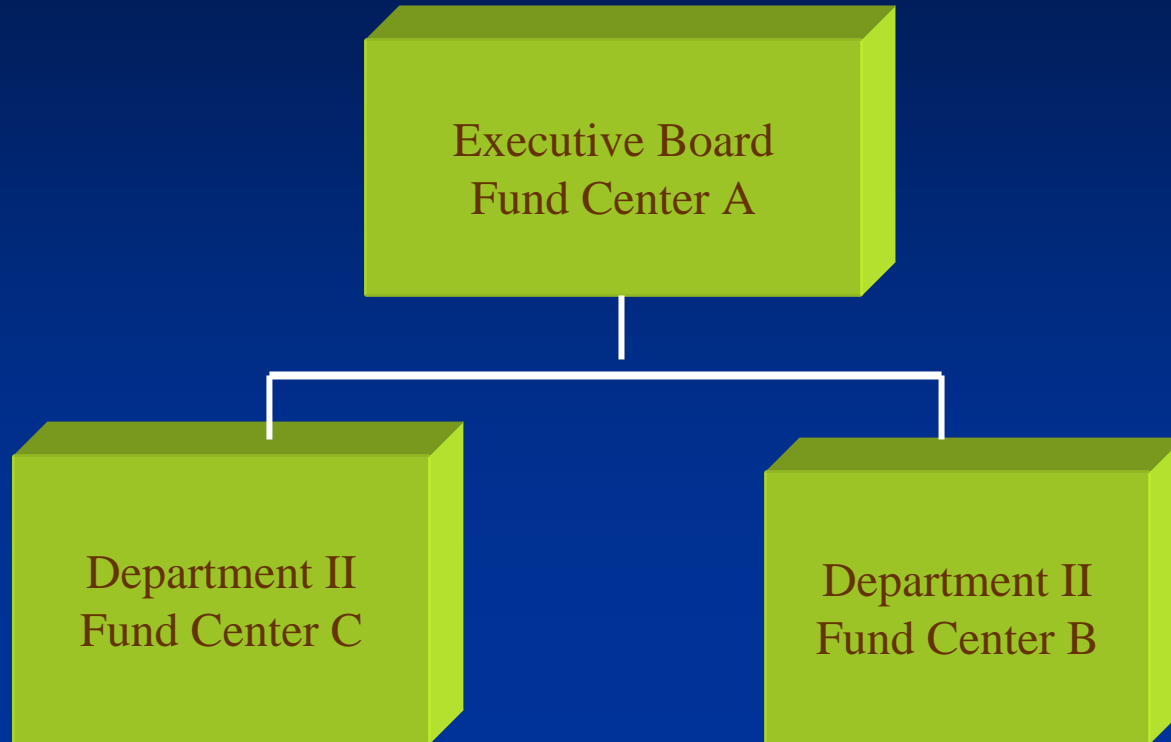 Executive Board
Fund Center A
Department II
Fund Center C
Department II
Fund Center B